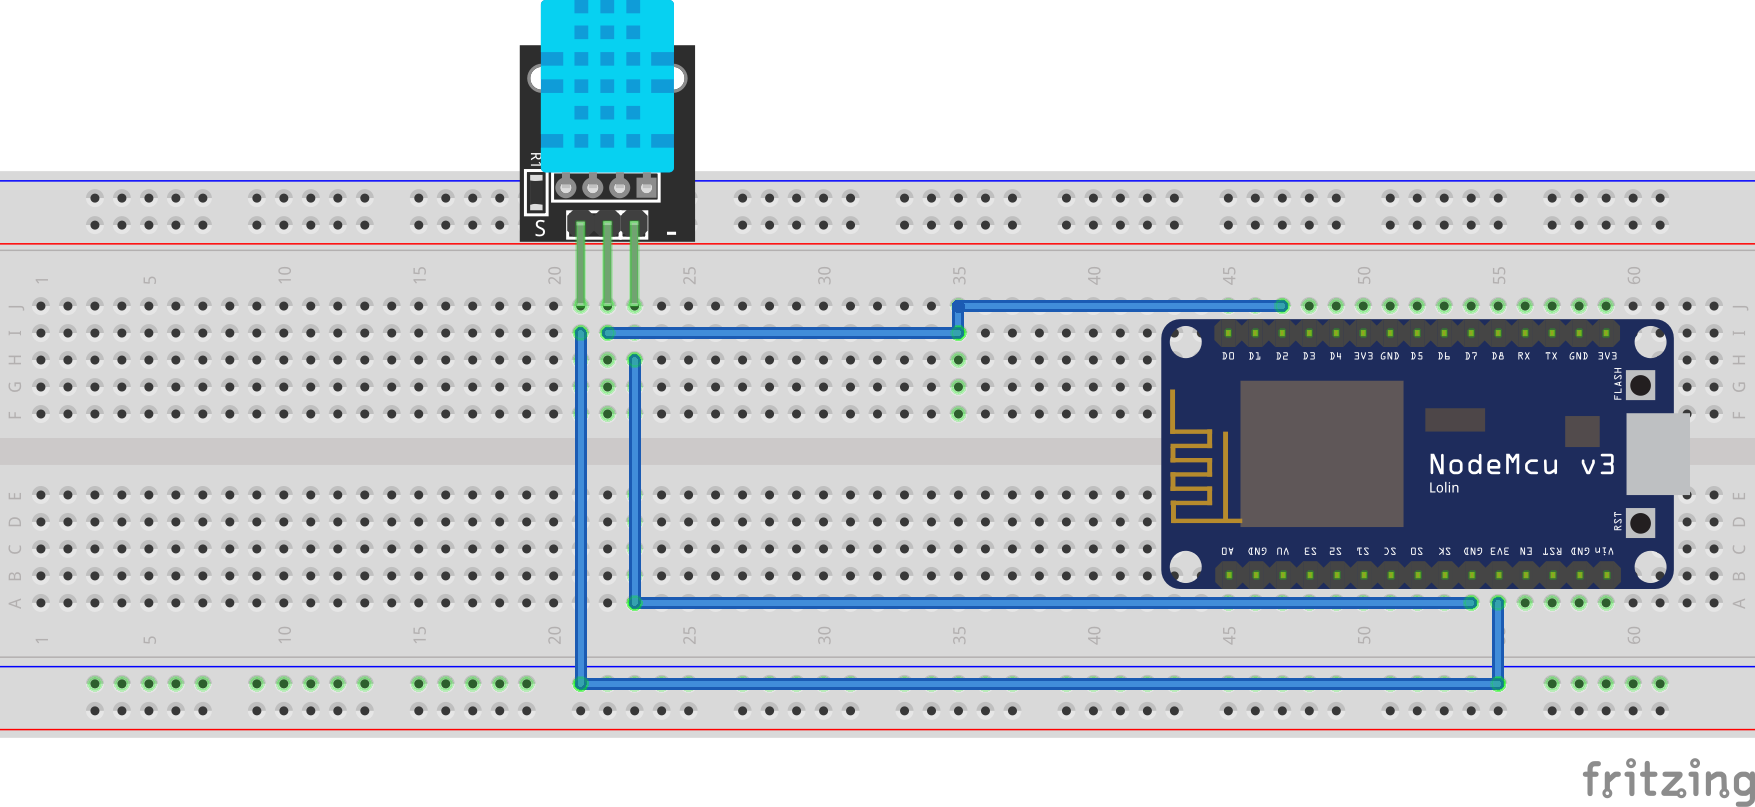 R1
S -
1 5 10 15 20 25 30 35 40 45 50 55 60
J J
I I
H H
G G
F F
D0 D1 D2 D3 D4 3V3 GND D5 D6 D7 D8 RX TX GND 3V3
FLASH
NodeMcu v3
Lolin
RST
E E
D D
C C
B B
A A
A0 GND VU S3 S2 S1 SC S0 SK GND 3V3 EN RST GND Vin
1 5 10 15 20 25 30 35 40 45 50 60
fritzing